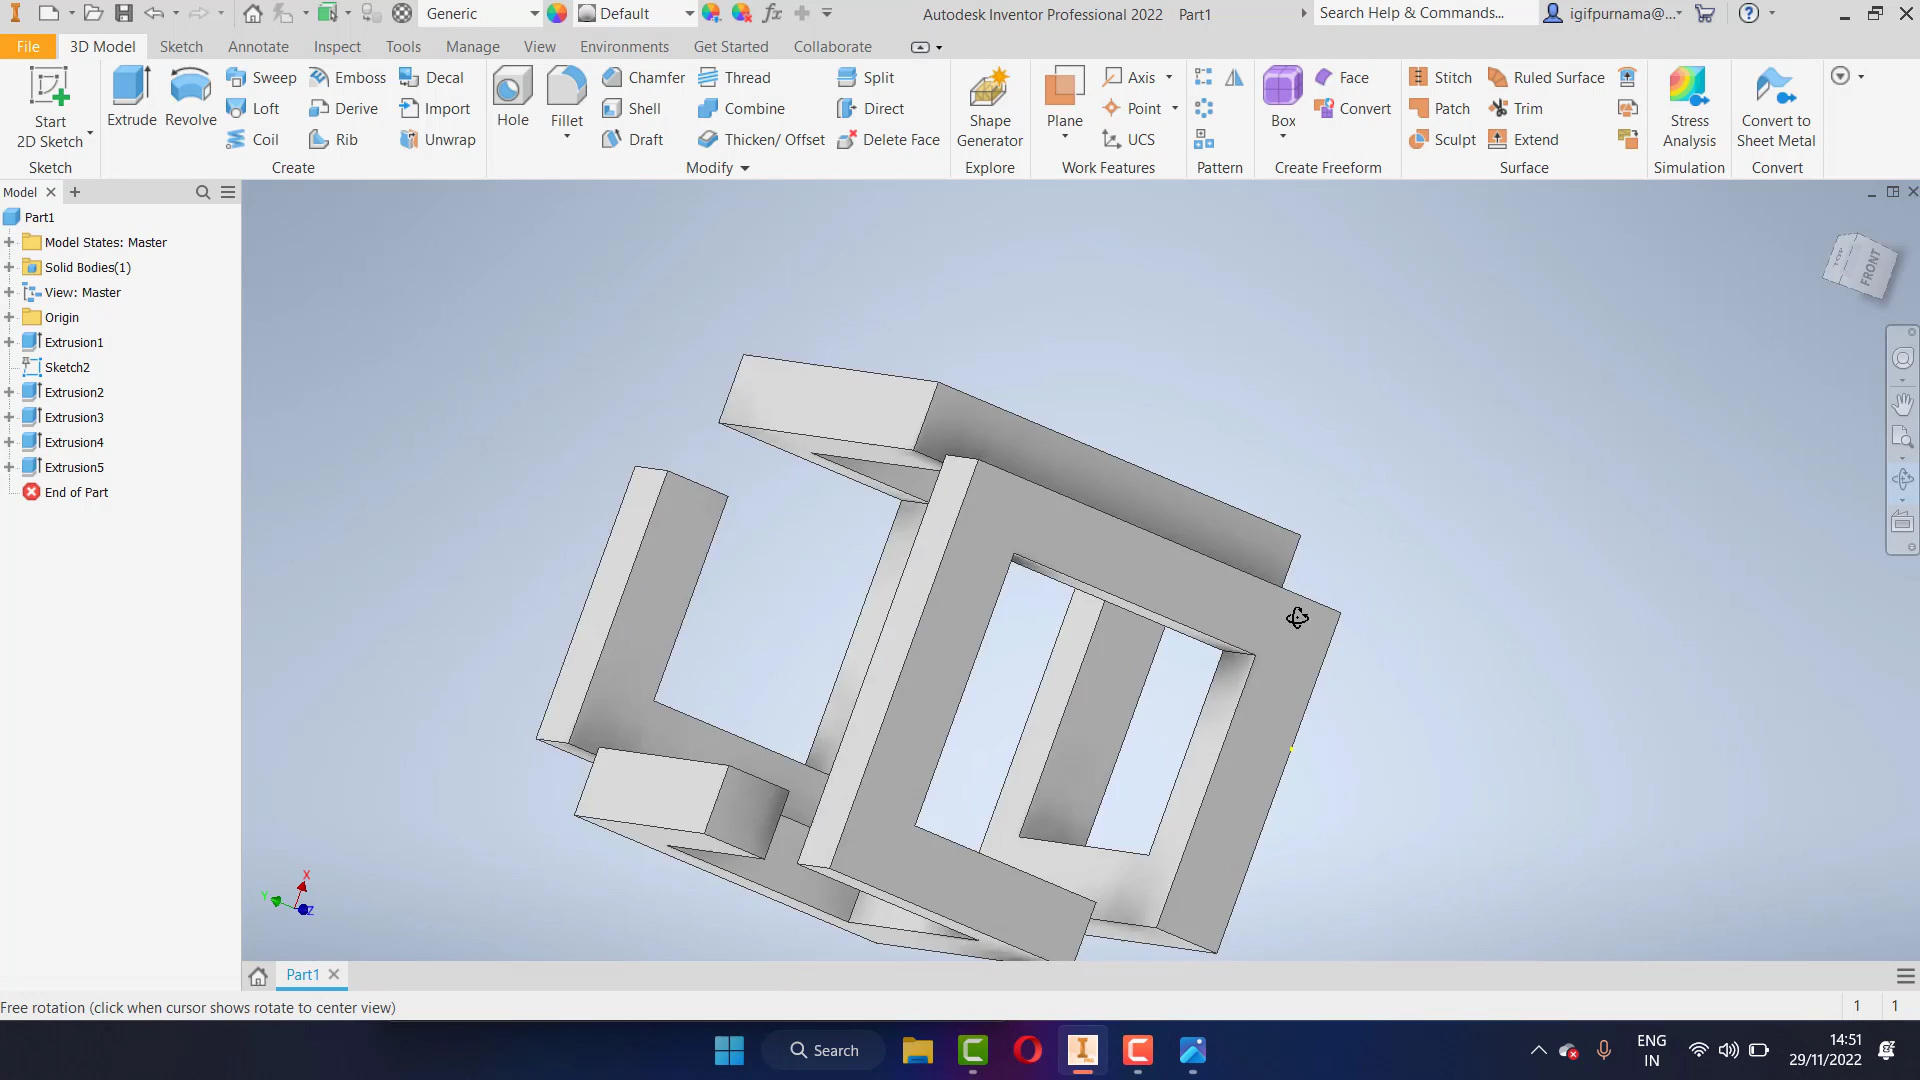 Generic
Default
Autodesk Inventor Professional 2022 Part1
Search Help & Commands...
igifpurnama@...
File
3D Model
Sketch
Annotate
Inspect
Tools
Manage
View
Environments
Get Started
Collaborate
Start
2D Sketch
Sketch
Extrude
Revolve
Sweep
Loft
Coil
Emboss
Derive
Rib
Decal
Import
Unwrap
Create
Hole
Fillet
Chamfer
Shell
Draft
Thread
Combine
Thicken/ Offset
Split
Direct
Delete Face
Modify
Shape
Generator
Explore
Plane
Axis
Point
UCS
Work Features
Pattern
Box
Face
Convert
Create Freeform
Stitch
Patch
Sculpt
Ruled Surface
Trim
Extend
Surface
Stress
Analysis
Simulation
Convert to
Sheet Metal
Convert
Model
Part1
Model States: Master
Solid Bodies(1)
View: Master
Origin
Extrusion1
Sketch2
Extrusion2
Extrusion3
Extrusion4
Extrusion5
End of Part
TOP
FRONT
X
Y
Z
Part1
Free rotation (click when cursor shows rotate to center view)
1
1
Search
ENG
IN
14:51
29/11/2022